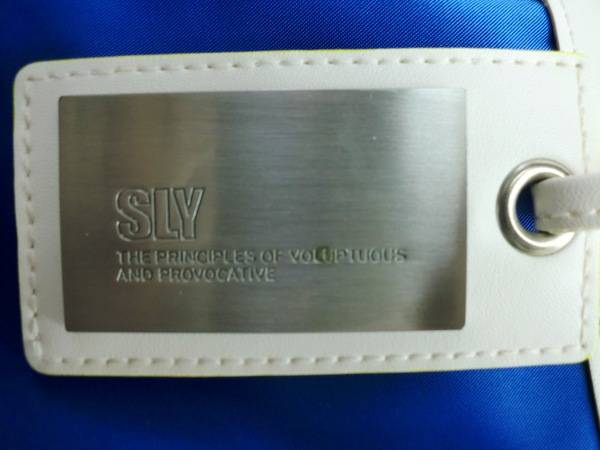 SLY
THE PRINCIPLES OF VOLUPTUOUS
AND PROVOCATIVE